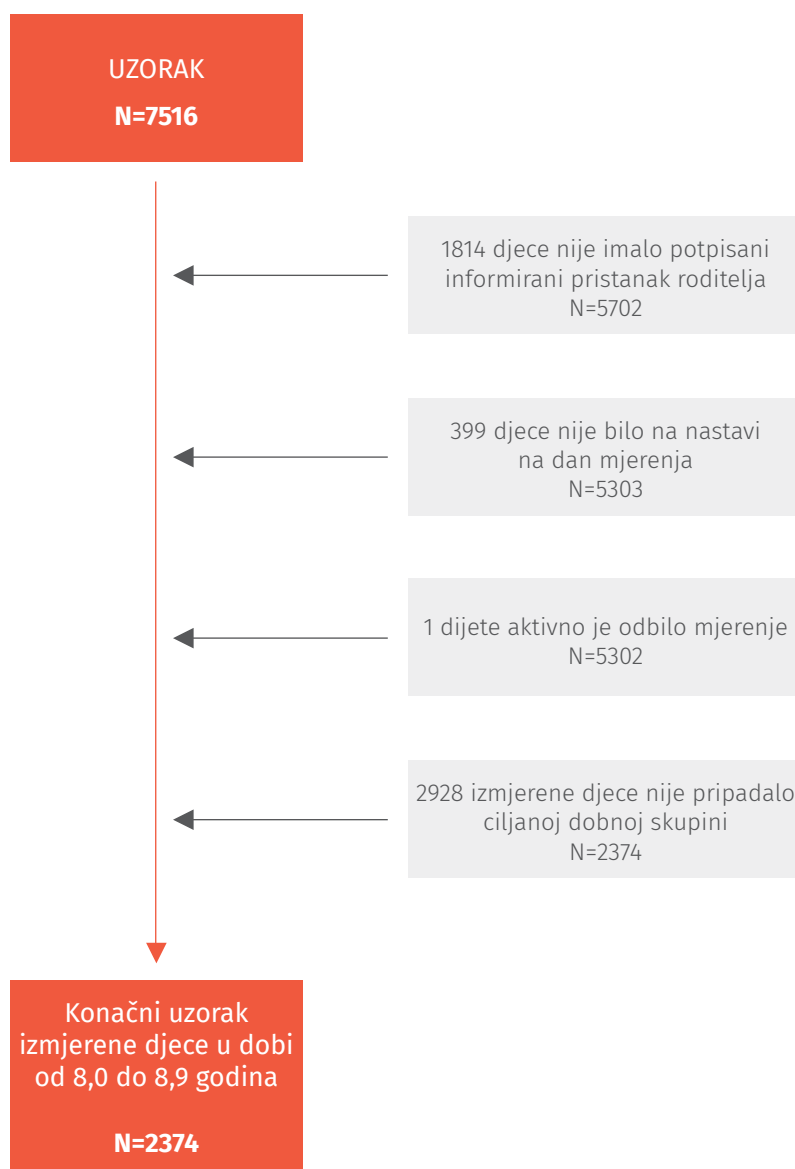 UZORAK
N=7516
1814 djece nije imalo potpisani
informirani pristanak roditelja
N=5702
399 djece nije bilo na nastavi
na dan mjerenja
N=5303
1 dijete aktivno je odbilo mjerenje
N=5302
2928 izmjerene djece nije pripadalo
ciljanoj dobnoj skupini
N=2374
Konačni uzorak
izmjerene djece u dobi
od 8,0 do 8,9 godina
N=2374